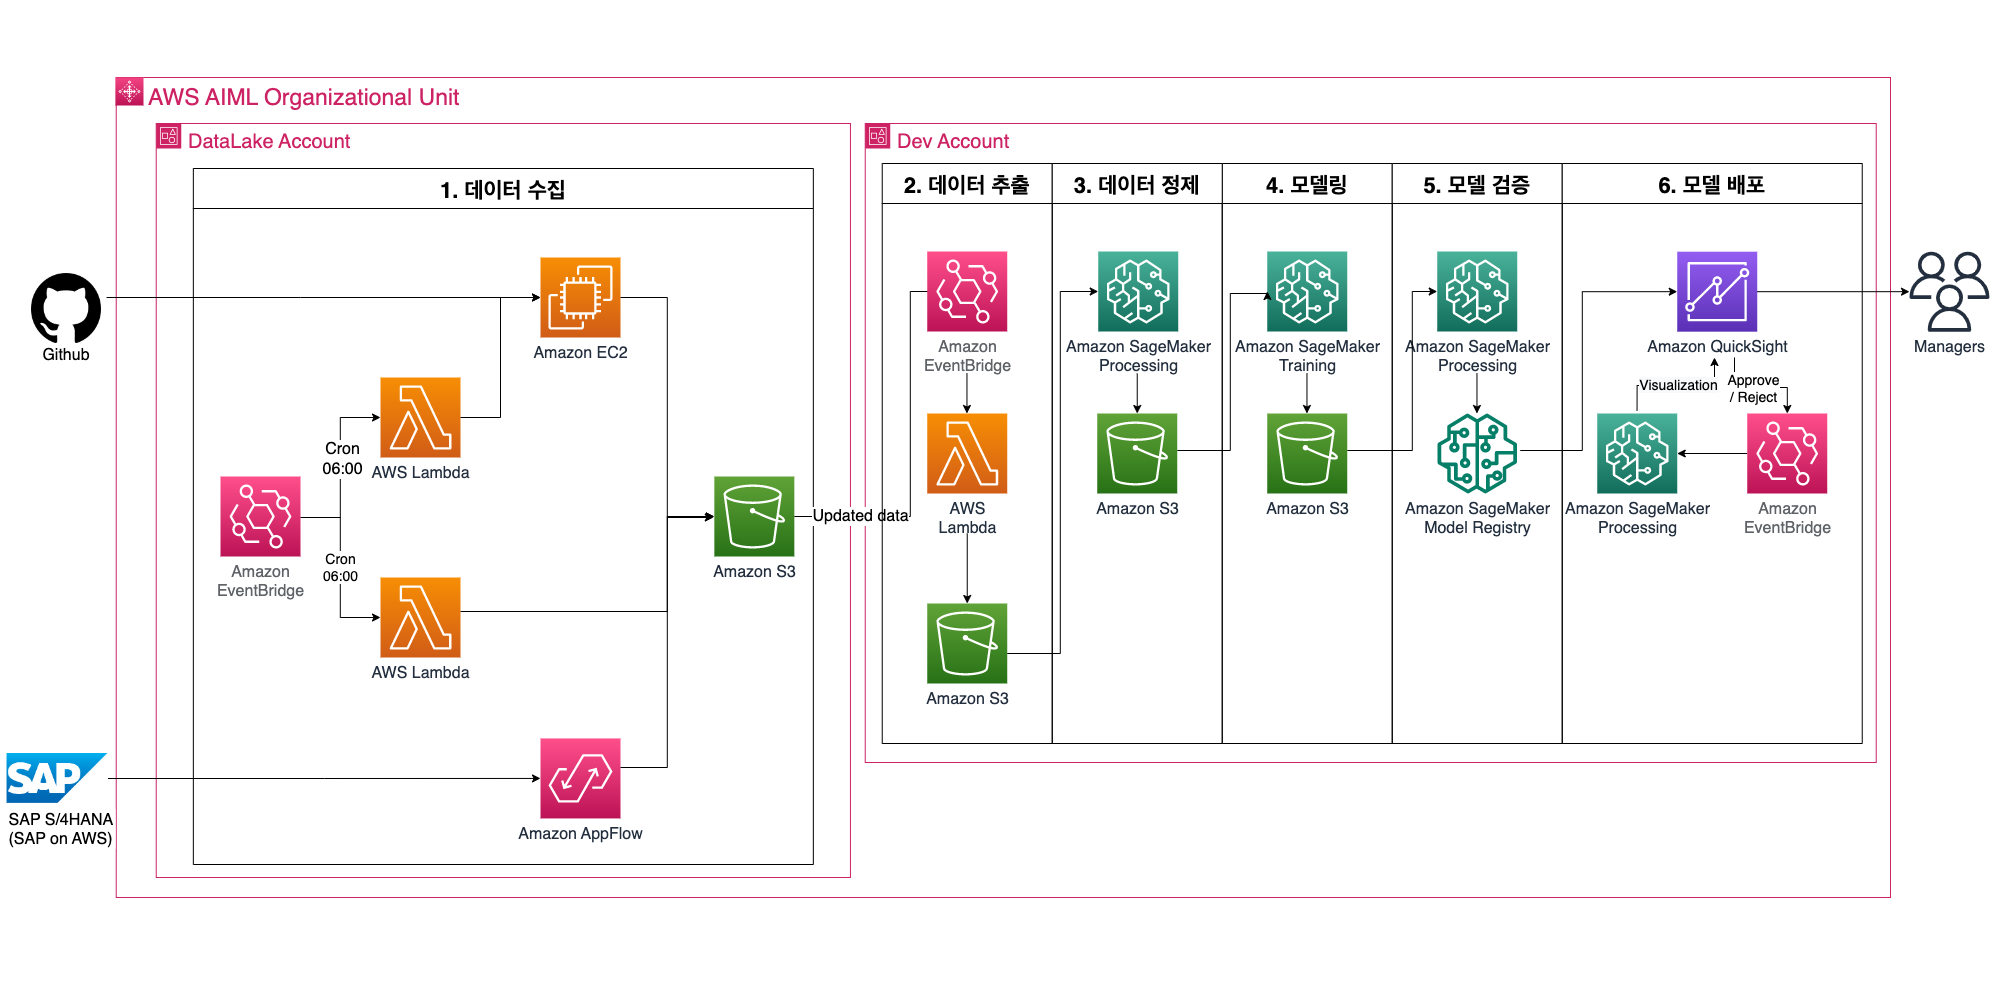 AWS AIML Organizational Unit
DataLake Account
1. 데이터 수집
Github
Amazon EC2
Cron
06:00
AWS Lambda
Amazon
EventBridge
Cron
06:00
AWS Lambda
Amazon S3
Updated data
SAP
SAP S/4HANA
(SAP on AWS)
Amazon AppFlow
Dev Account
2. 데이터 추출
Amazon
EventBridge
AWS
Lambda
Amazon S3
3. 데이터 정제
Amazon SageMaker
Processing
Amazon S3
4. 모델링
Amazon SageMaker
Training
Amazon S3
5. 모델 검증
Amazon SageMaker
Processing
Amazon SageMaker
Model Registry
6. 모델 배포
Amazon QuickSight
Visualization
Approve
/ Reject
Amazon SageMaker
Processing
Amazon
EventBridge
Managers